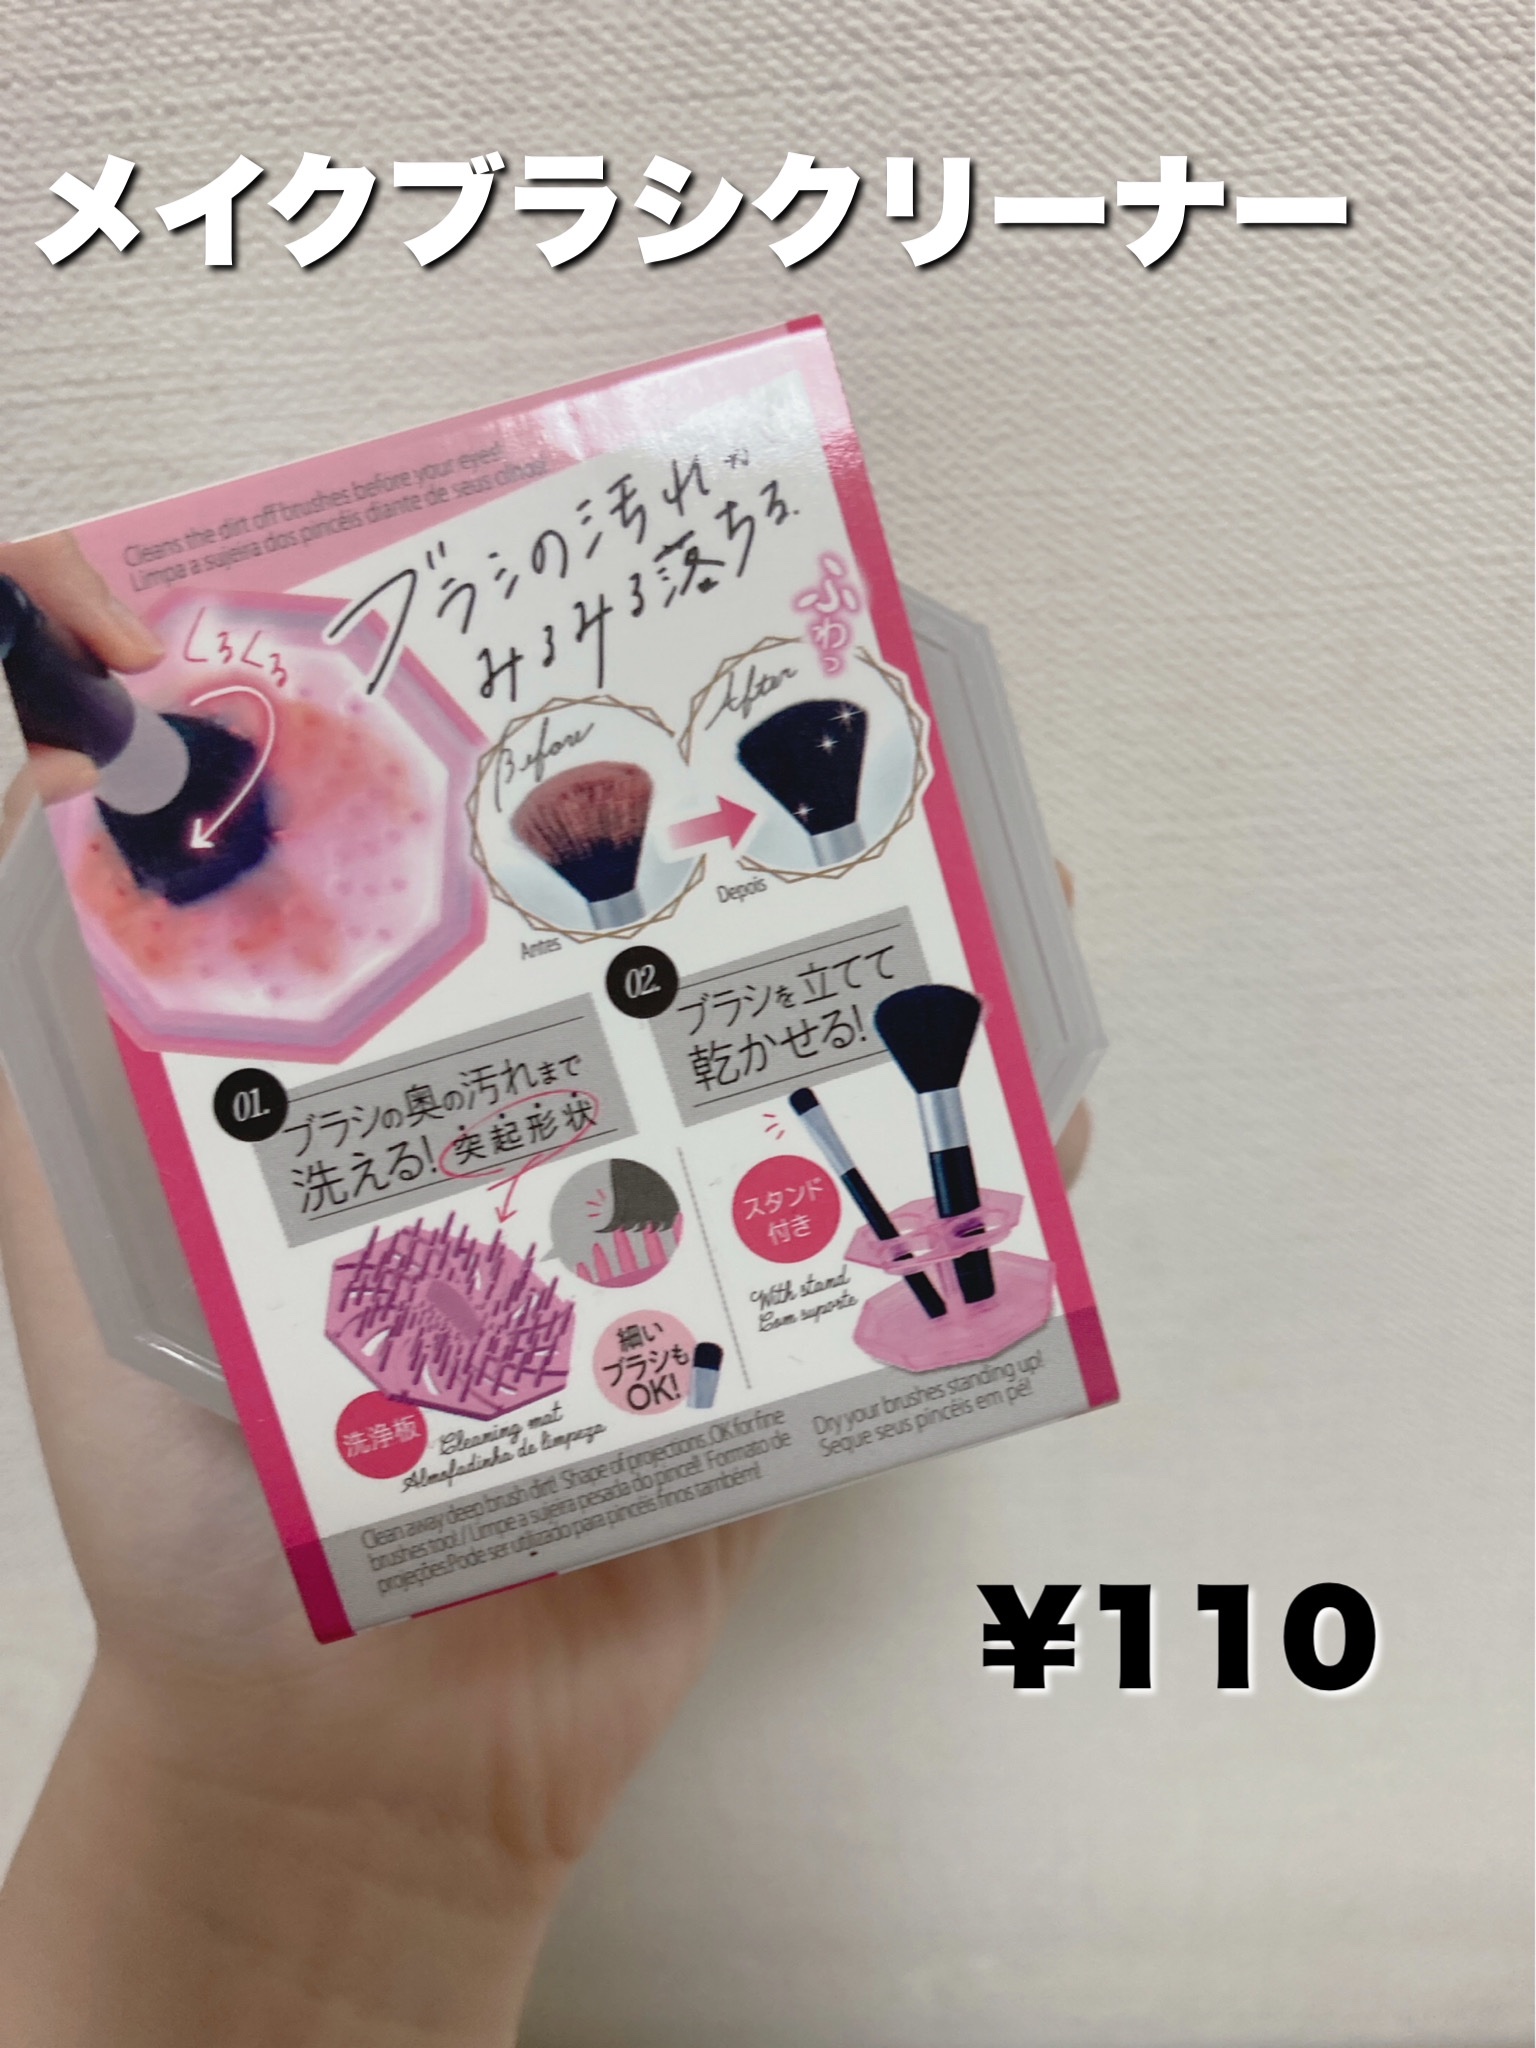 メイクブラシクリーナー
Cleans the dirt off brushes before your eyes!
Limpa a sujeira dos pincéis diante de seus olhos!
ブラシの汚れが
みるみる落ちる.
くるくる
ふわっ
Before
After
Antes
Depois
01.
ブラシの奥の汚れまで
洗える! 突起形状
02.
ブラシを立てて
乾かせる!
スタンド
付き
With stand
Com suporte
細い
ブラシも
OK!
洗浄板
Cleaning mat
Almofadinha de limpeza
Clean away deep brush dirt! Shape of projections. OK for fine
brushes too! / Limpe a sujeira pesada do pincel! Formato de
projeções.Pode ser utilizado para pincéis finos também!
Dry your brushes standing up!
Seque seus pincéis em pé!
¥110